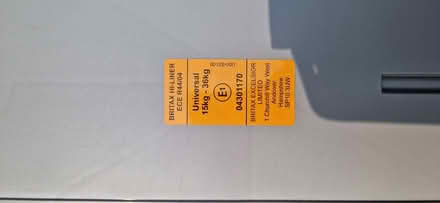 BRITAX HI-LINER
ECE R44/04
Universal
15kg - 36kg
E1
04301170
BRITAX EXCELSIOR
LIMITED
1 Churchill Way West
Andover
Hampshire
SP10 3UW